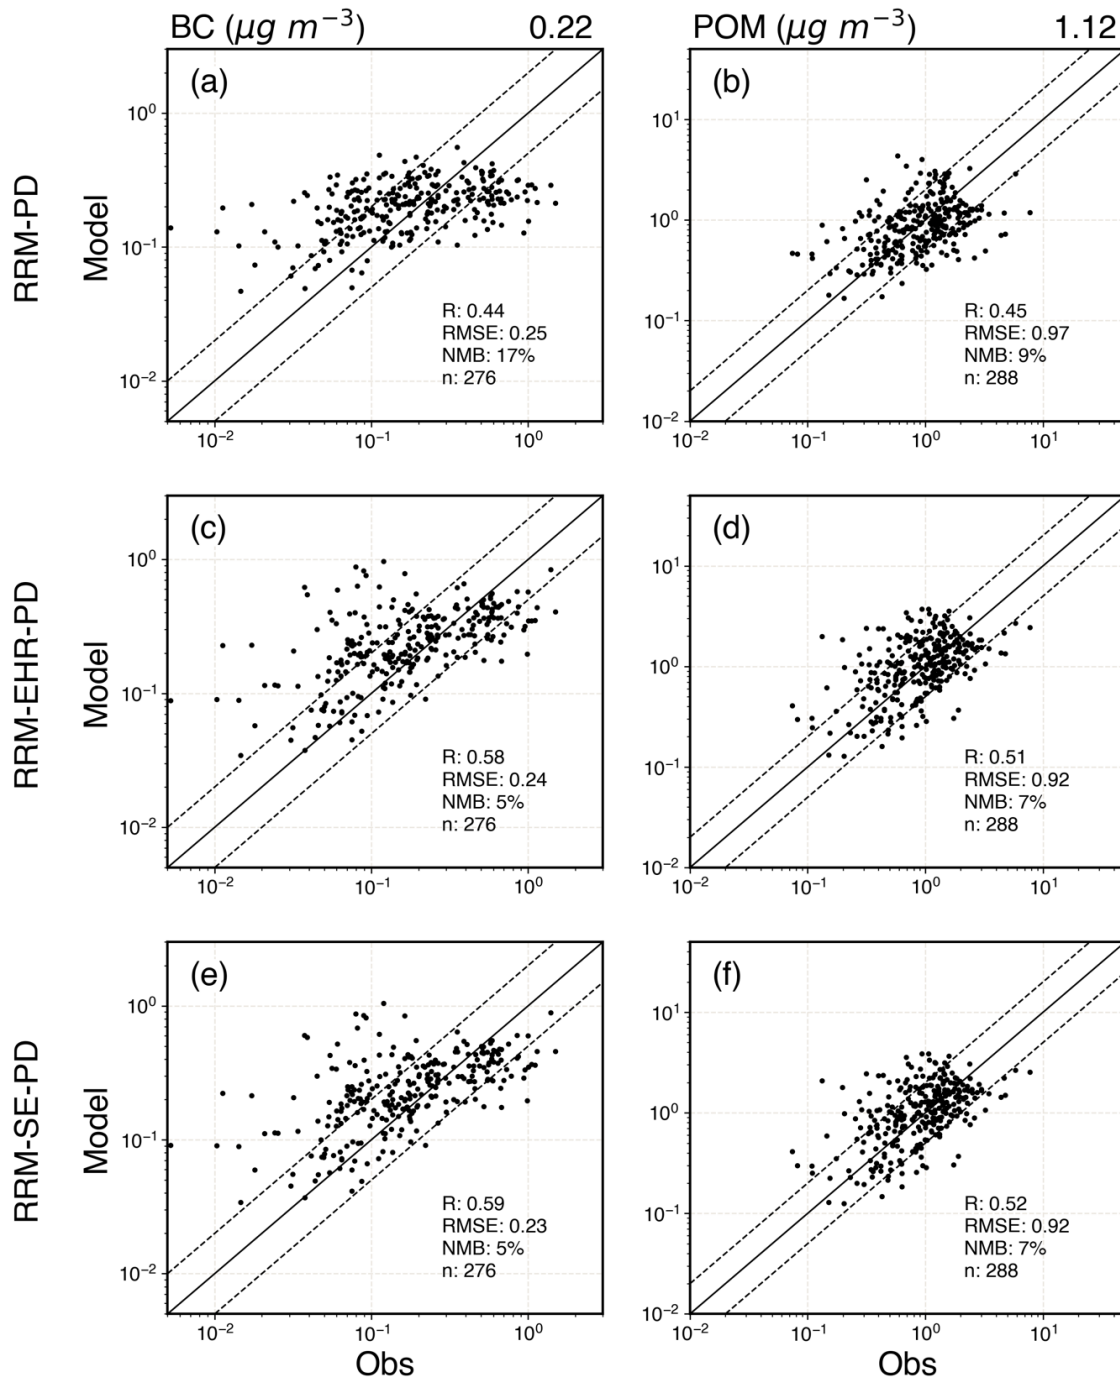 BC (μg m⁻³) 0.22
POM (μg m⁻³) 1.12
RRM-PD
Model
(a)
10⁰
10⁻¹
10⁻²
10⁻² 10⁻¹ 10⁰
R: 0.44
RMSE: 0.25
NMB: 17%
n: 276
(b)
10¹
10⁰
10⁻¹
10⁻²
10⁻² 10⁻¹ 10⁰ 10¹
R: 0.45
RMSE: 0.97
NMB: 9%
n: 288
RRM-EHR-PD
Model
(c)
10⁰
10⁻¹
10⁻²
10⁻² 10⁻¹ 10⁰
R: 0.58
RMSE: 0.24
NMB: 5%
n: 276
(d)
10¹
10⁰
10⁻¹
10⁻²
10⁻² 10⁻¹ 10⁰ 10¹
R: 0.51
RMSE: 0.92
NMB: 7%
n: 288
RRM-SE-PD
Model
(e)
10⁰
10⁻¹
10⁻²
10⁻² 10⁻¹ 10⁰
R: 0.59
RMSE: 0.23
NMB: 5%
n: 276
Obs
(f)
10¹
10⁰
10⁻¹
10⁻²
10⁻² 10⁻¹ 10⁰ 10¹
R: 0.52
RMSE: 0.92
NMB: 7%
n: 288
Obs